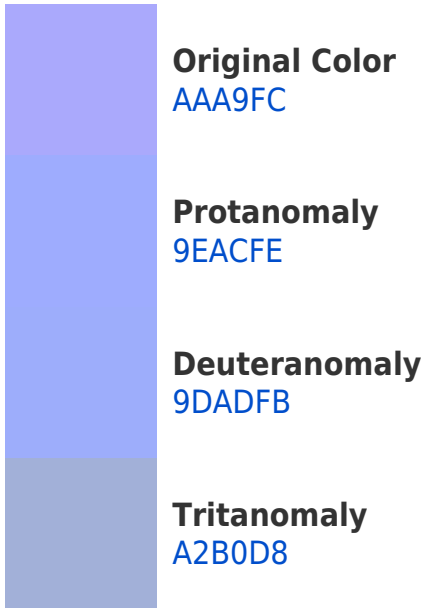 Original Color
AAA9FC
Protanomaly
9EACFE
Deuteranomaly
9DADFB
Tritanomaly
A2B0D8